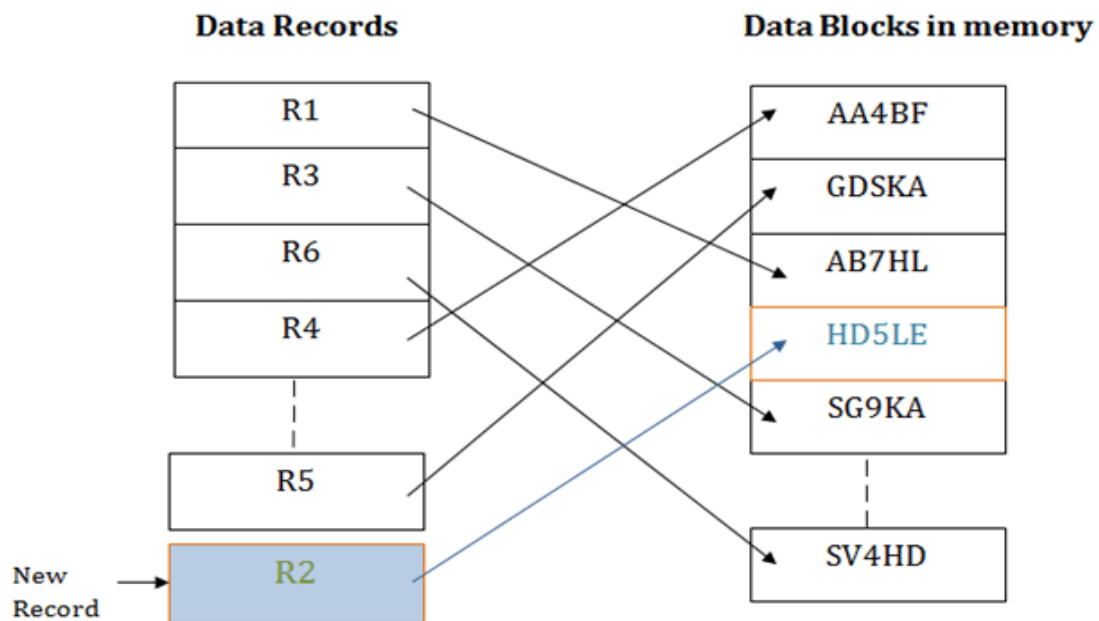 Data Records
Data Blocks in memory
R1
R3
R6
R4
R5
R2
New
Record
AA4BF
GDSKA
AB7HL
HD5LE
SG9KA
SV4HD